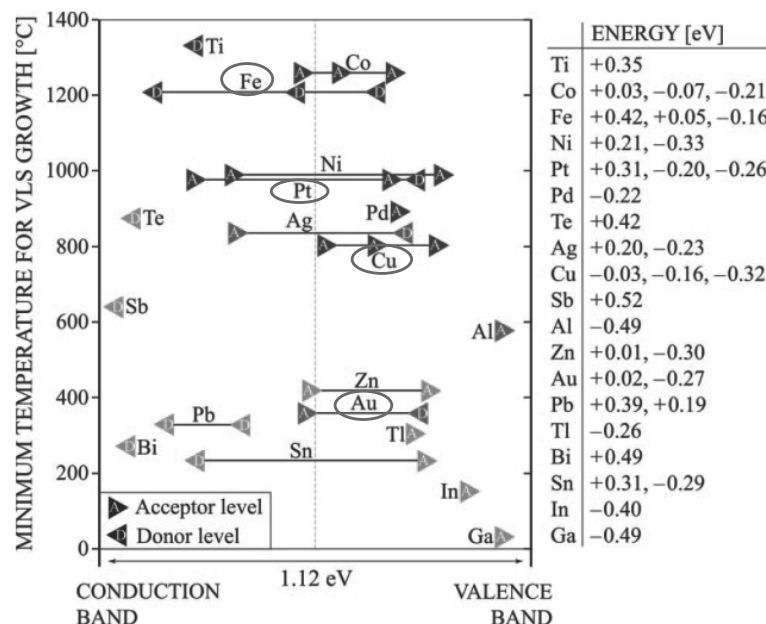 MINIMUM TEMPERATURE FOR VLS GROWTH [°C]
1400
1200
1000
800
600
400
200
0
D Ti
A A Co A
D Fe D D
A Ni A
A Pt A D
D Te
Pd A
A Ag D
A A Cu A
D Sb
Al A
A Zn A
A Au D
D Pb D
Tl A
D Bi
D Sn A
In A
Ga A
A Acceptor level
D Donor level
1.12 eV
CONDUCTION
BAND
VALENCE
BAND
ENERGY [eV]
Ti +0.35
Co +0.03, −0.07, −0.21
Fe +0.42, +0.05, −0.16
Ni +0.21, −0.33
Pt +0.31, −0.20, −0.26
Pd −0.22
Te +0.42
Ag +0.20, −0.23
Cu −0.03, −0.16, −0.32
Sb +0.52
Al −0.49
Zn +0.01, −0.30
Au +0.02, −0.27
Pb +0.39, +0.19
Tl −0.26
Bi +0.49
Sn +0.31, −0.29
In −0.40
Ga −0.49